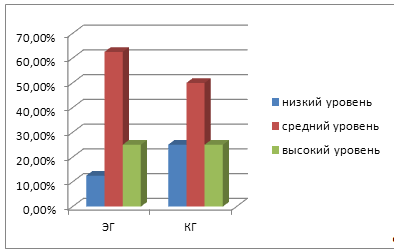 70,00%
60,00%
50,00%
40,00%
30,00%
20,00%
10,00%
0,00%
ЭГ КГ
низкий уровень
средний уровень
высокий уровень